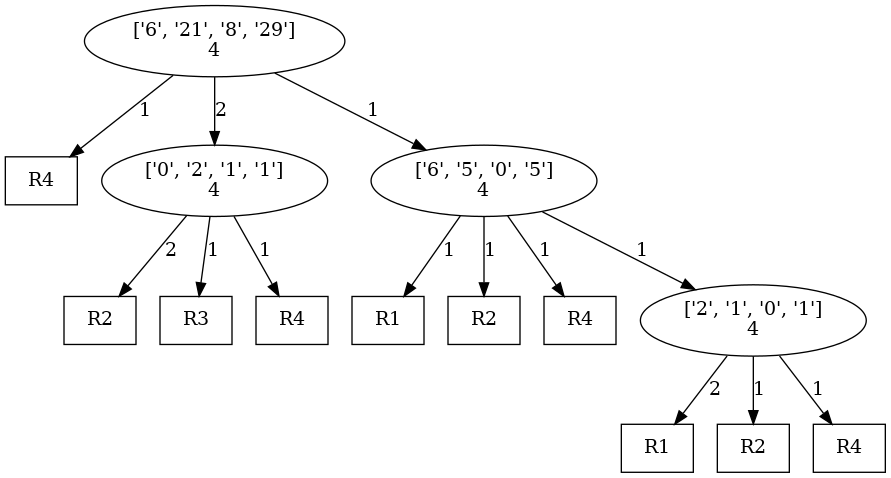 ['6', '21', '8', '29']
4
1
2
1
R4
['0', '2', '1', '1']
4
['6', '5', '0', '5']
4
2
1
1
1
1
1
1
R2
R3
R4
R1
R2
R4
['2', '1', '0', '1']
4
2
1
1
R1
R2
R4